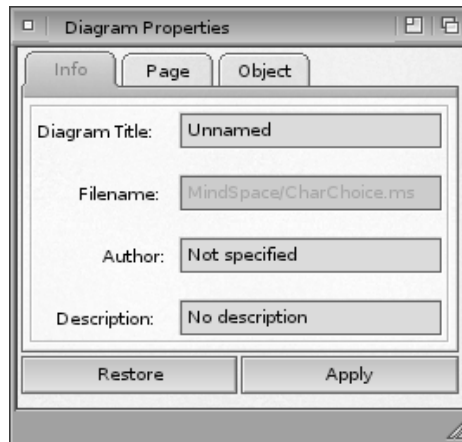 Diagram Properties
Info Page Object
Diagram Title: Unnamed
Filename: MindSpace/CharChoice.ms
Author: Not specified
Description: No description
Restore Apply